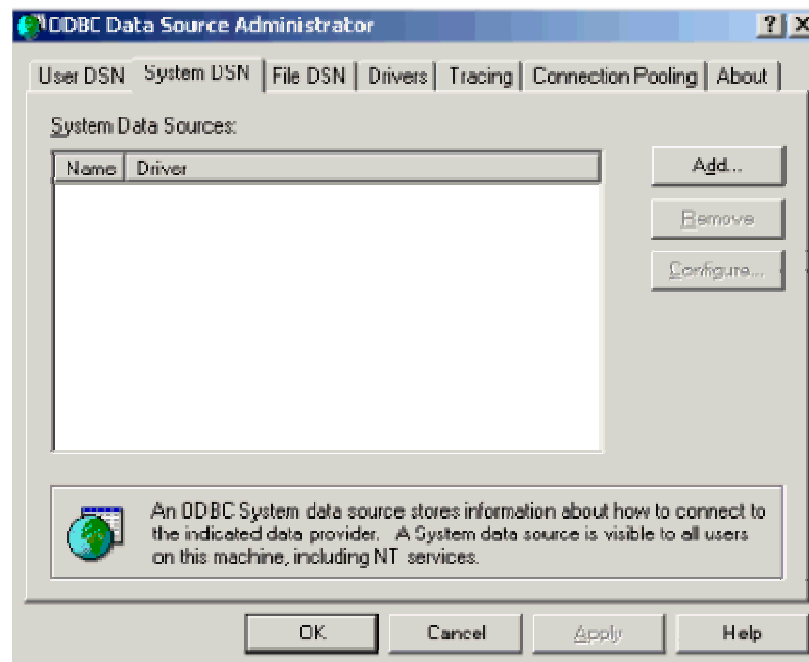 ODBC Data Source Administrator
User DSN System DSN File DSN Drivers Tracing Connection Pooling About
System Data Sources:
Name Driver
Add...
Remove
Configure...
An ODBC System data source stores information about how to connect to
the indicated data provider. A System data source is visible to all users
on this machine, including NT services.
OK Cancel Apply Help